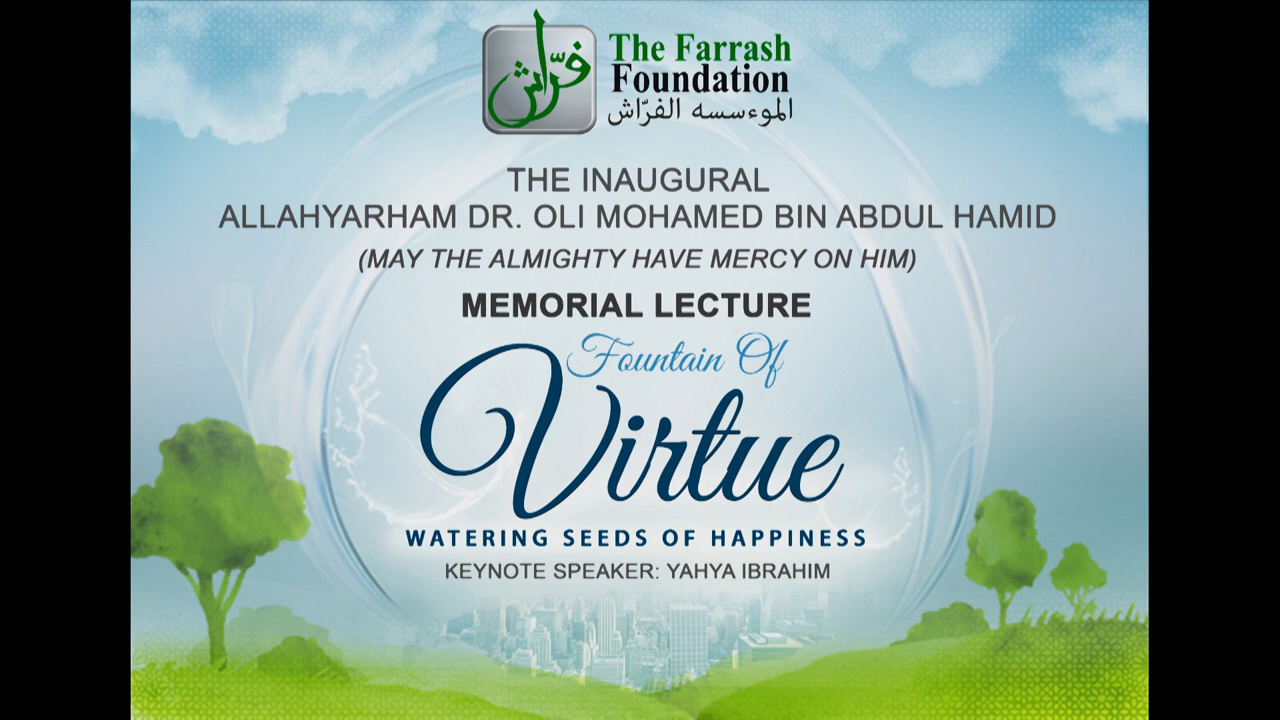 فرّاش
The Farrash
Foundation
الموءسسه الفرّاش
THE INAUGURAL
ALLAHYARHAM DR. OLI MOHAMED BIN ABDUL HAMID
(MAY THE ALMIGHTY HAVE MERCY ON HIM)
MEMORIAL LECTURE
Fountain Of
Virtue
WATERING SEEDS OF HAPPINESS
KEYNOTE SPEAKER: YAHYA IBRAHIM